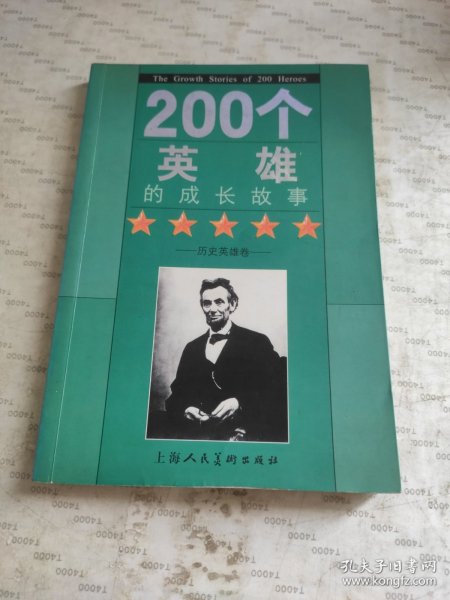 The Growth Stories of 200 Heroes
200个
英雄
的成长故事
——历史英雄卷——
上海人民美術出版社
孔夫子旧书网
www.kongfz.com
T4000